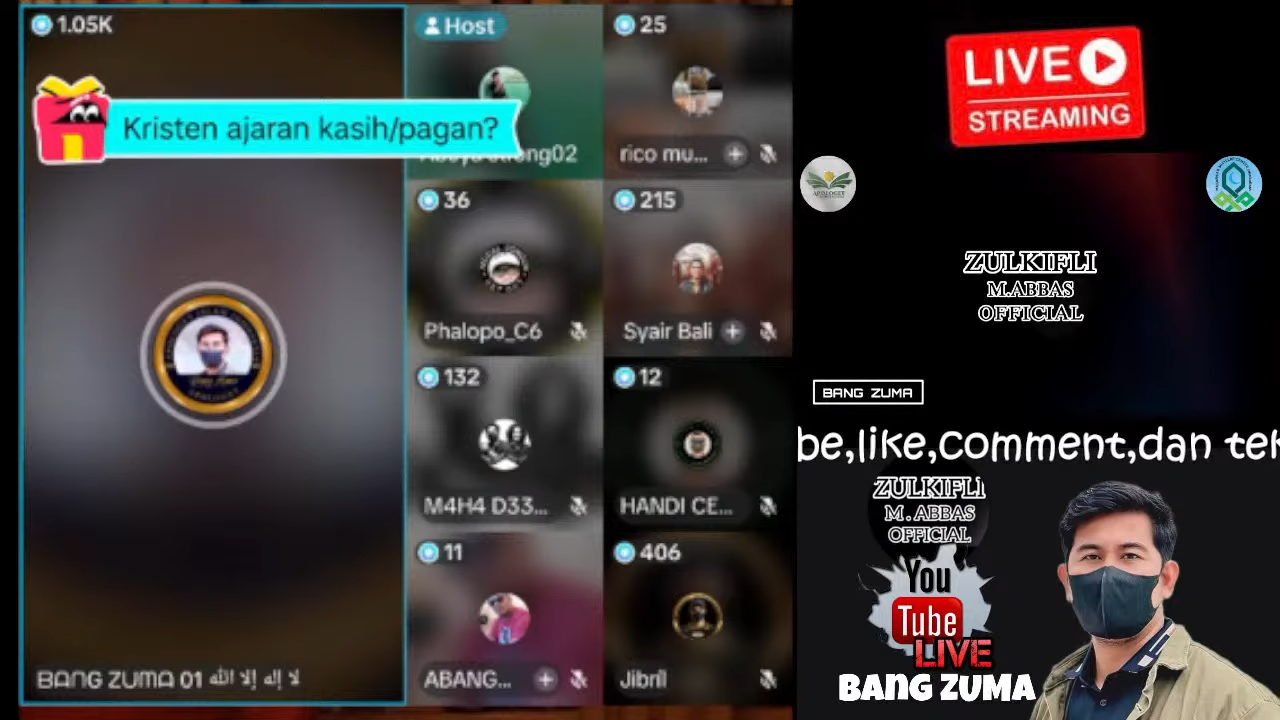 1.05K
Host
25
Kristen ajaran kasih/pagan?
rico mu...
36
215
Phalopo_C6
Syair Bali
132
12
M4H4 D33...
HANDI CE...
11
406
ABANG...
Jibril
BANG ZUMA 01 لا إله إلا الله
LIVE
STREAMING
ZULKIFLI
M.ABBAS
OFFICIAL
BANG ZUMA
be,like,comment,dan tek
ZULKIFLI
M.ABBAS
OFFICIAL
You
Tube
LIVE
BANG ZUMA